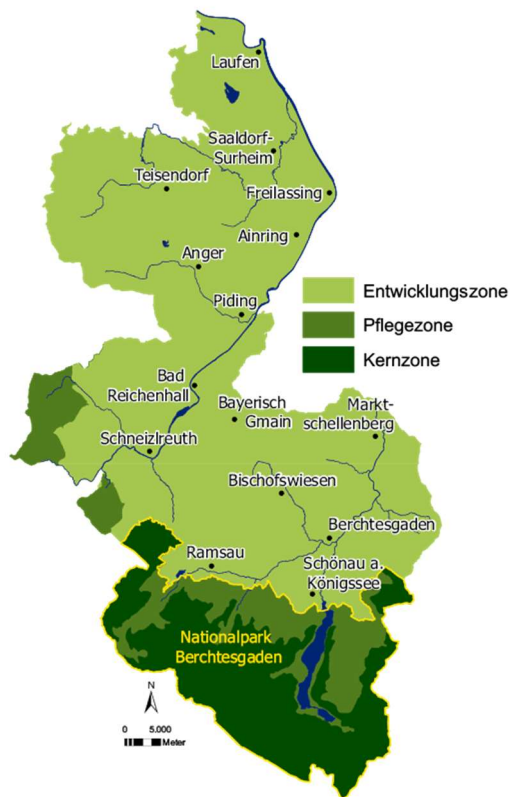 Laufen
Saaldorf-
Surheim
Teisendorf
Freilassing
Ainring
Anger
Piding
Entwicklungszone
Pflegezone
Kernzone
Bad
Reichenhall
Bayerisch
Gmain
Markt-
schellenberg
Schneizlreuth
Bischofswiesen
Berchtesgaden
Ramsau
Schönau a.
Königssee
Nationalpark
Berchtesgaden
N
0 5.000
Meter